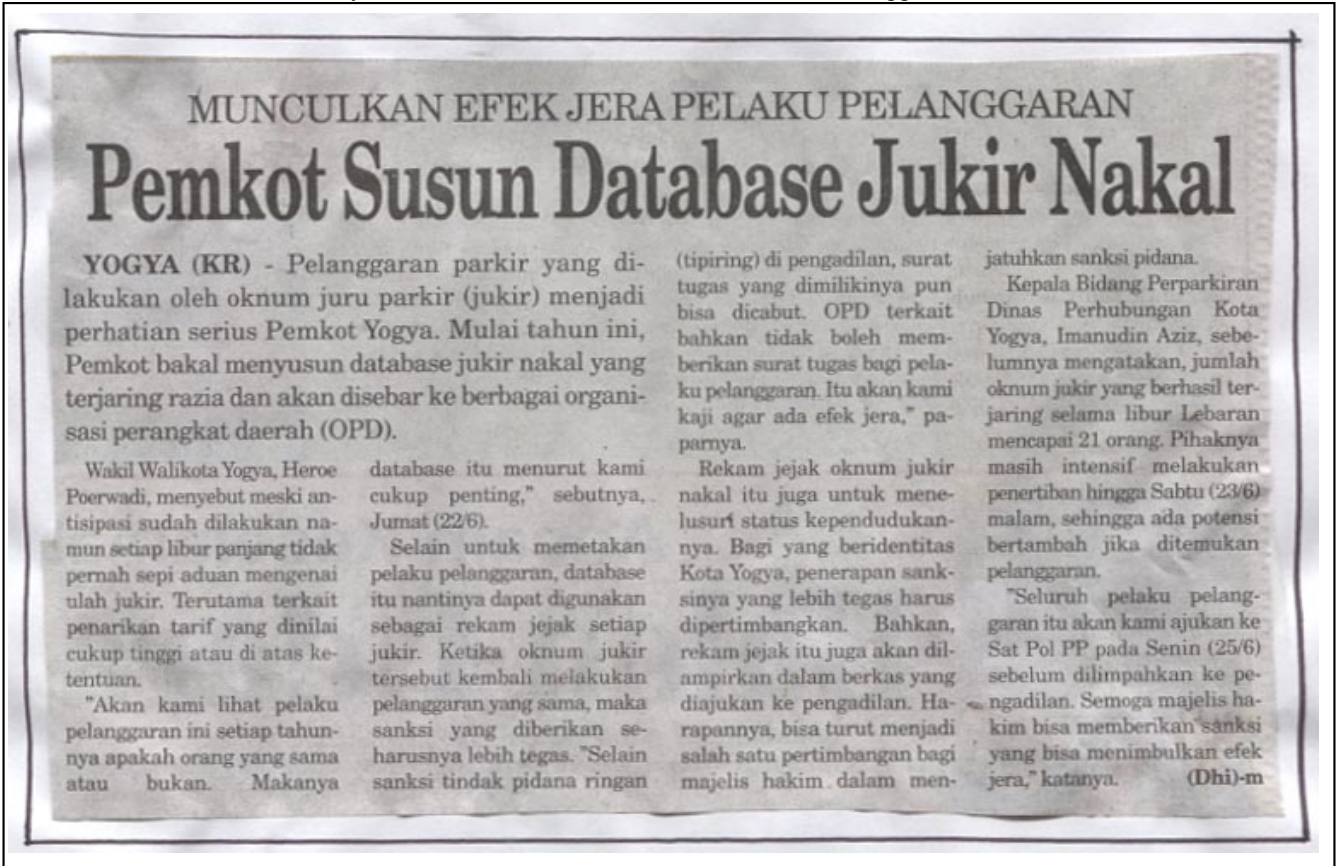 MUNCULKAN EFEK JERA PELAKU PELANGGARAN
Pemkot Susun Database Jukir Nakal
YOGYA (KR) - Pelanggaran parkir yang di-
lakukan oleh oknum juru parkir (jukir) menjadi
perhatian serius Pemkot Yogya. Mulai tahun ini,
Pemkot bakal menyusun database jukir nakal yang
terjaring razia dan akan disebar ke berbagai organi-
sasi perangkat daerah (OPD).
Wakil Walikota Yogya, Heroe
Poerwadi, menyebut meski an-
tisipasi sudah dilakukan na-
mun setiap libur panjang tidak
pernah sepi aduan mengenai
ulah jukir. Terutama terkait
penarikan tarif yang dinilai
cukup tinggi atau di atas ke-
tentuan.
"Akan kami lihat pelaku
pelanggaran ini setiap tahun-
nya apakah orang yang sama
atau bukan. Makanya
database itu menurut kami
cukup penting," sebutnya,
Jumat (22/6).
Selain untuk memetakan
pelaku pelanggaran, database
itu nantinya dapat digunakan
sebagai rekam jejak setiap
jukir. Ketika oknum jukir
tersebut kembali melakukan
pelanggaran yang sama, maka
sanksi yang diberikan se-
harusnya lebih tegas. "Selain
sanksi tindak pidana ringan
(tipiring) di pengadilan, surat
tugas yang dimilikinya pun
bisa dicabut. OPD terkait
bahkan tidak boleh mem-
berikan surat tugas bagi pela-
ku pelanggaran. Itu akan kami
kaji agar ada efek jera," pa-
parnya.
Rekam jejak oknum jukir
nakal itu juga untuk mene-
lusuri status kependudukan-
nya. Bagi yang beridentitas
Kota Yogya, penerapan sank-
sinya yang lebih tegas harus
dipertimbangkan. Bahkan,
rekam jejak itu juga akan dil-
ampirkan dalam berkas yang
diajukan ke pengadilan. Ha-
rapannya, bisa turut menjadi
salah satu pertimbangan bagi
majelis hakim dalam men-
jatuhkan sanksi pidana.
Kepala Bidang Perparkiran
Dinas Perhubungan Kota
Yogya, Imanudin Aziz, sebe-
lumnya mengatakan, jumlah
oknum jukir yang berhasil ter-
jaring selama libur Lebaran
mencapai 21 orang. Pihaknya
masih intensif melakukan
penertiban hingga Sabtu (23/6)
malam, sehingga ada potensi
bertambah jika ditemukan
pelanggaran.
"Seluruh pelaku pelang-
garan itu akan kami ajukan ke
Sat Pol PP pada Senin (25/6)
sebelum dilimpahkan ke pe-
ngadilan. Semoga majelis ha-
kim bisa memberikan sanksi
yang bisa menimbulkan efek
jera," katanya. (Dhi)-m